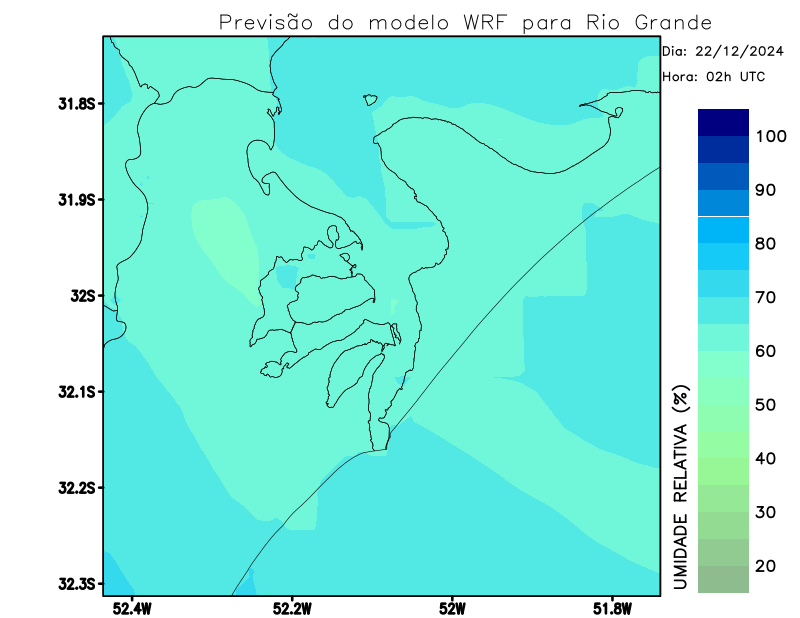 Previsão do modelo WRF para Rio Grande
Dia: 22/12/2024
Hora: 02h UTC
31.8S
31.9S
32S
32.1S
32.2S
32.3S
52.4W
52.2W
52W
51.8W
100
90
80
70
60
50
40
30
20
UMIDADE RELATIVA (%)